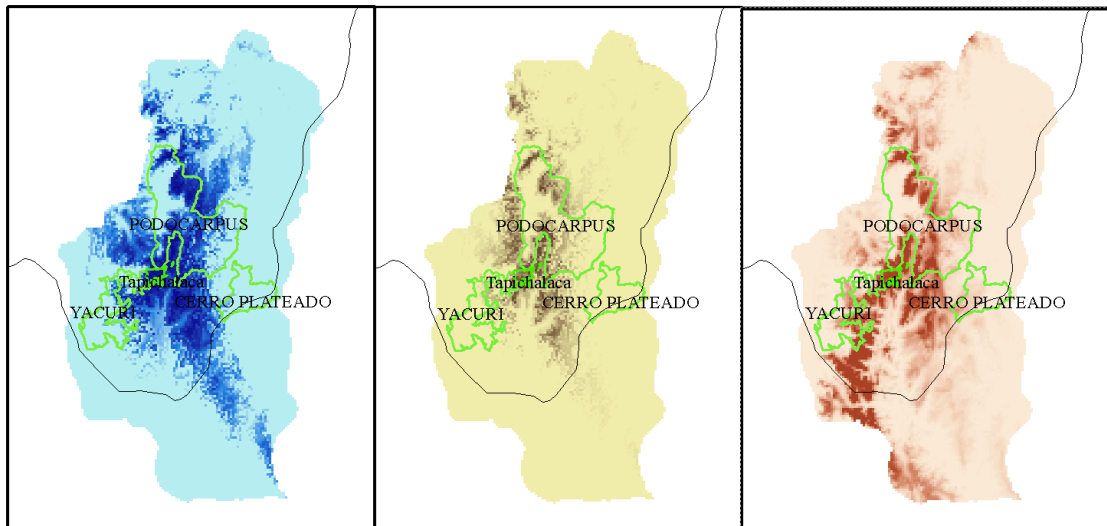 PODOCARPUS
Tapichalaca
CERRO PLATEADO
YACURI
PODOCARPUS
Tapichalaca
CERRO PLATEADO
YACURI
PODOCARPUS
Tapichalaca
CERRO PLATEADO
YACURI